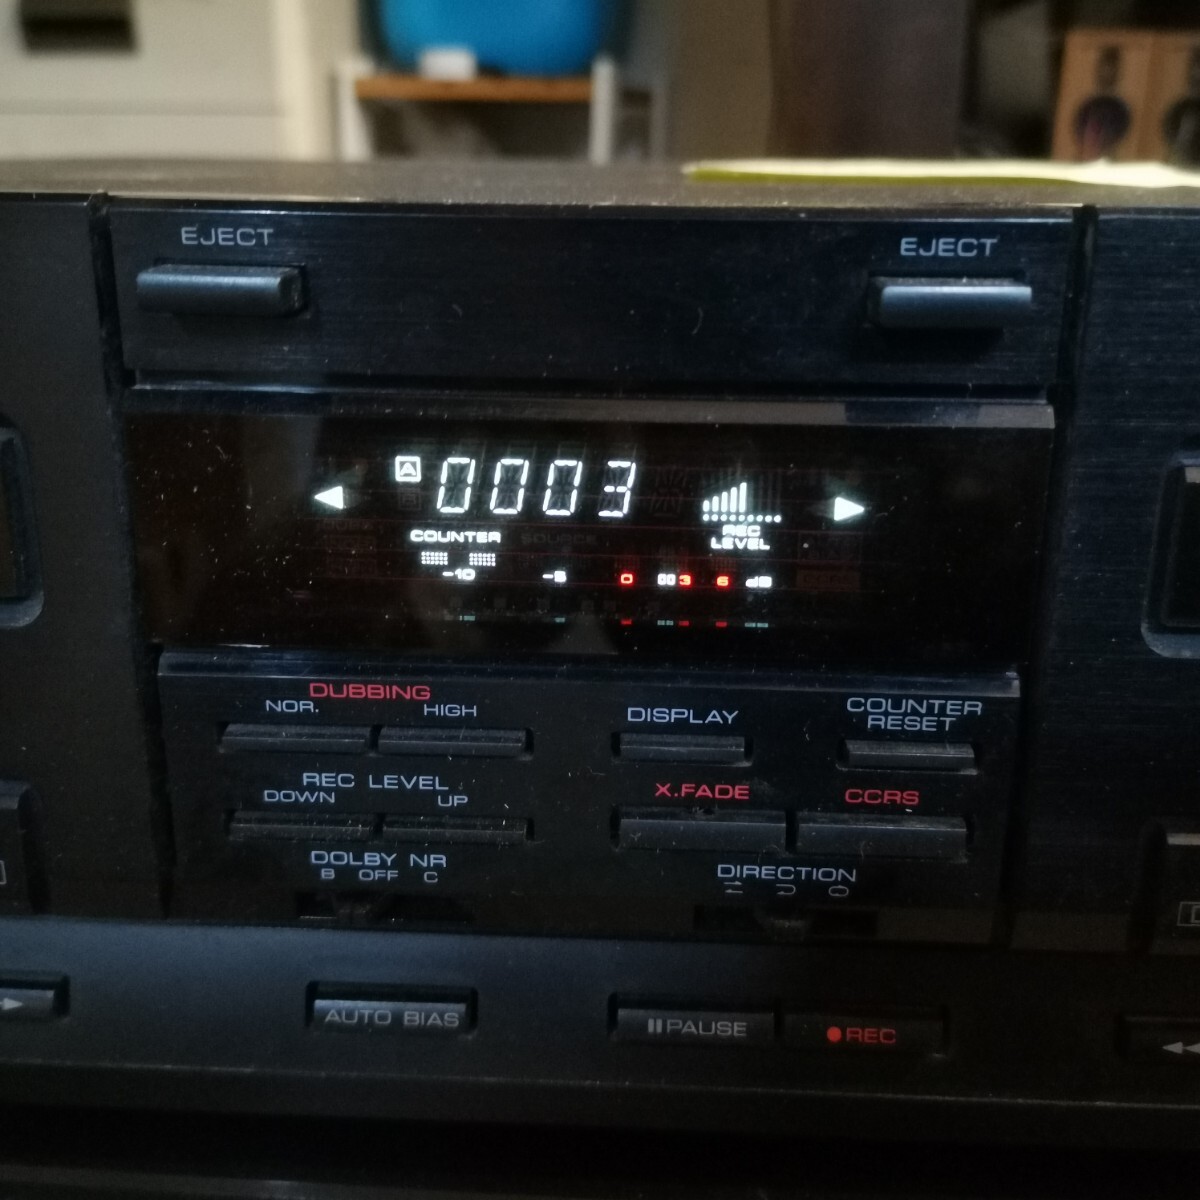 EJECT
EJECT
A 0003
COUNTER
REC
LEVEL
-10 -5 0 3 6 dB
DUBBING
NOR. HIGH
DISPLAY
COUNTER
RESET
REC LEVEL
DOWN UP
X.FADE
CCRS
DOLBY NR
B OFF C
DIRECTION
AUTO BIAS
PAUSE
REC